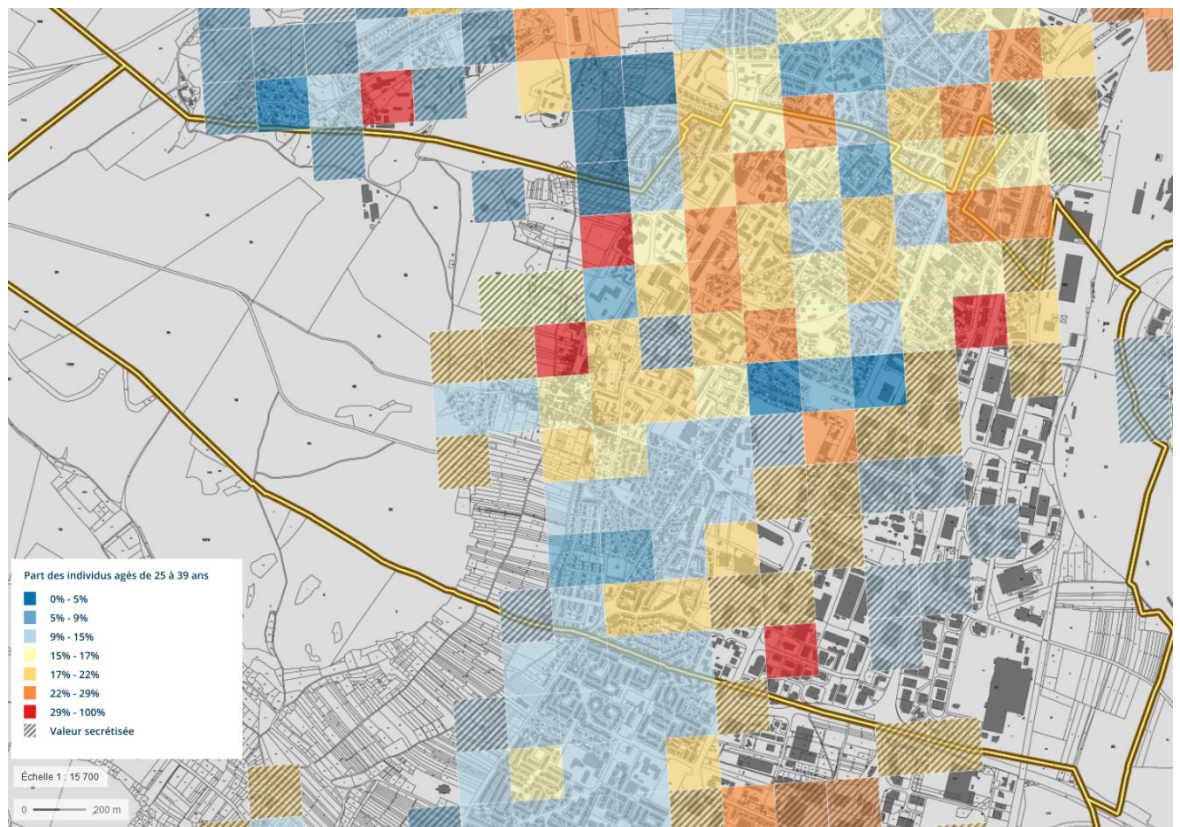 Part des individus agés de 25 à 39 ans
0% - 5%
5% - 9%
9% - 15%
15% - 17%
17% - 22%
22% - 29%
29% - 100%
Valeur secrétisée
Échelle 1 : 15 700
0 200 m